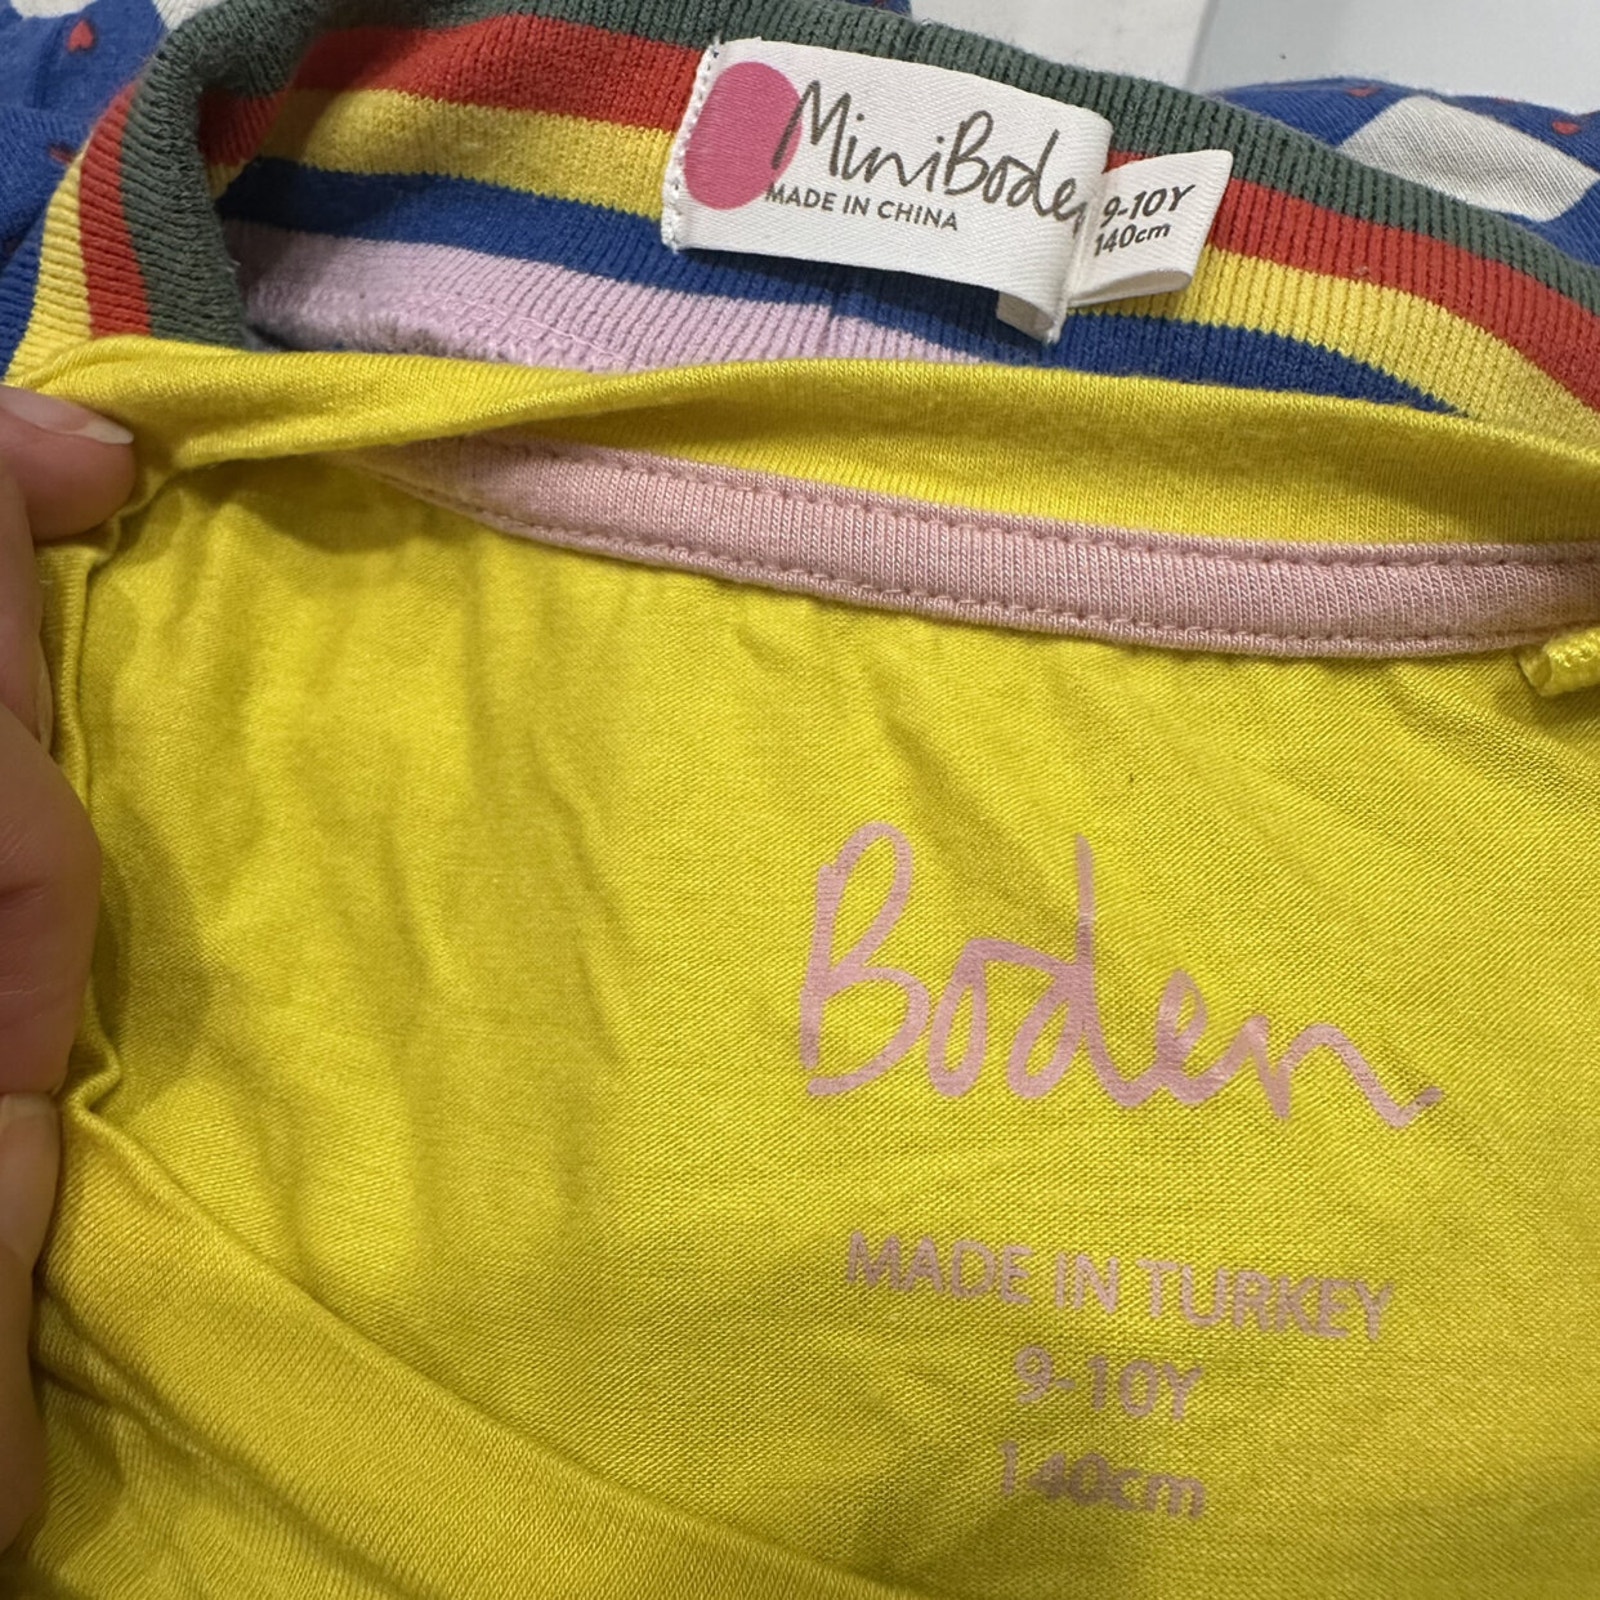 MiniBoden
MADE IN CHINA
9-10Y
140cm
Boden
MADE IN TURKEY
9-10Y
140cm